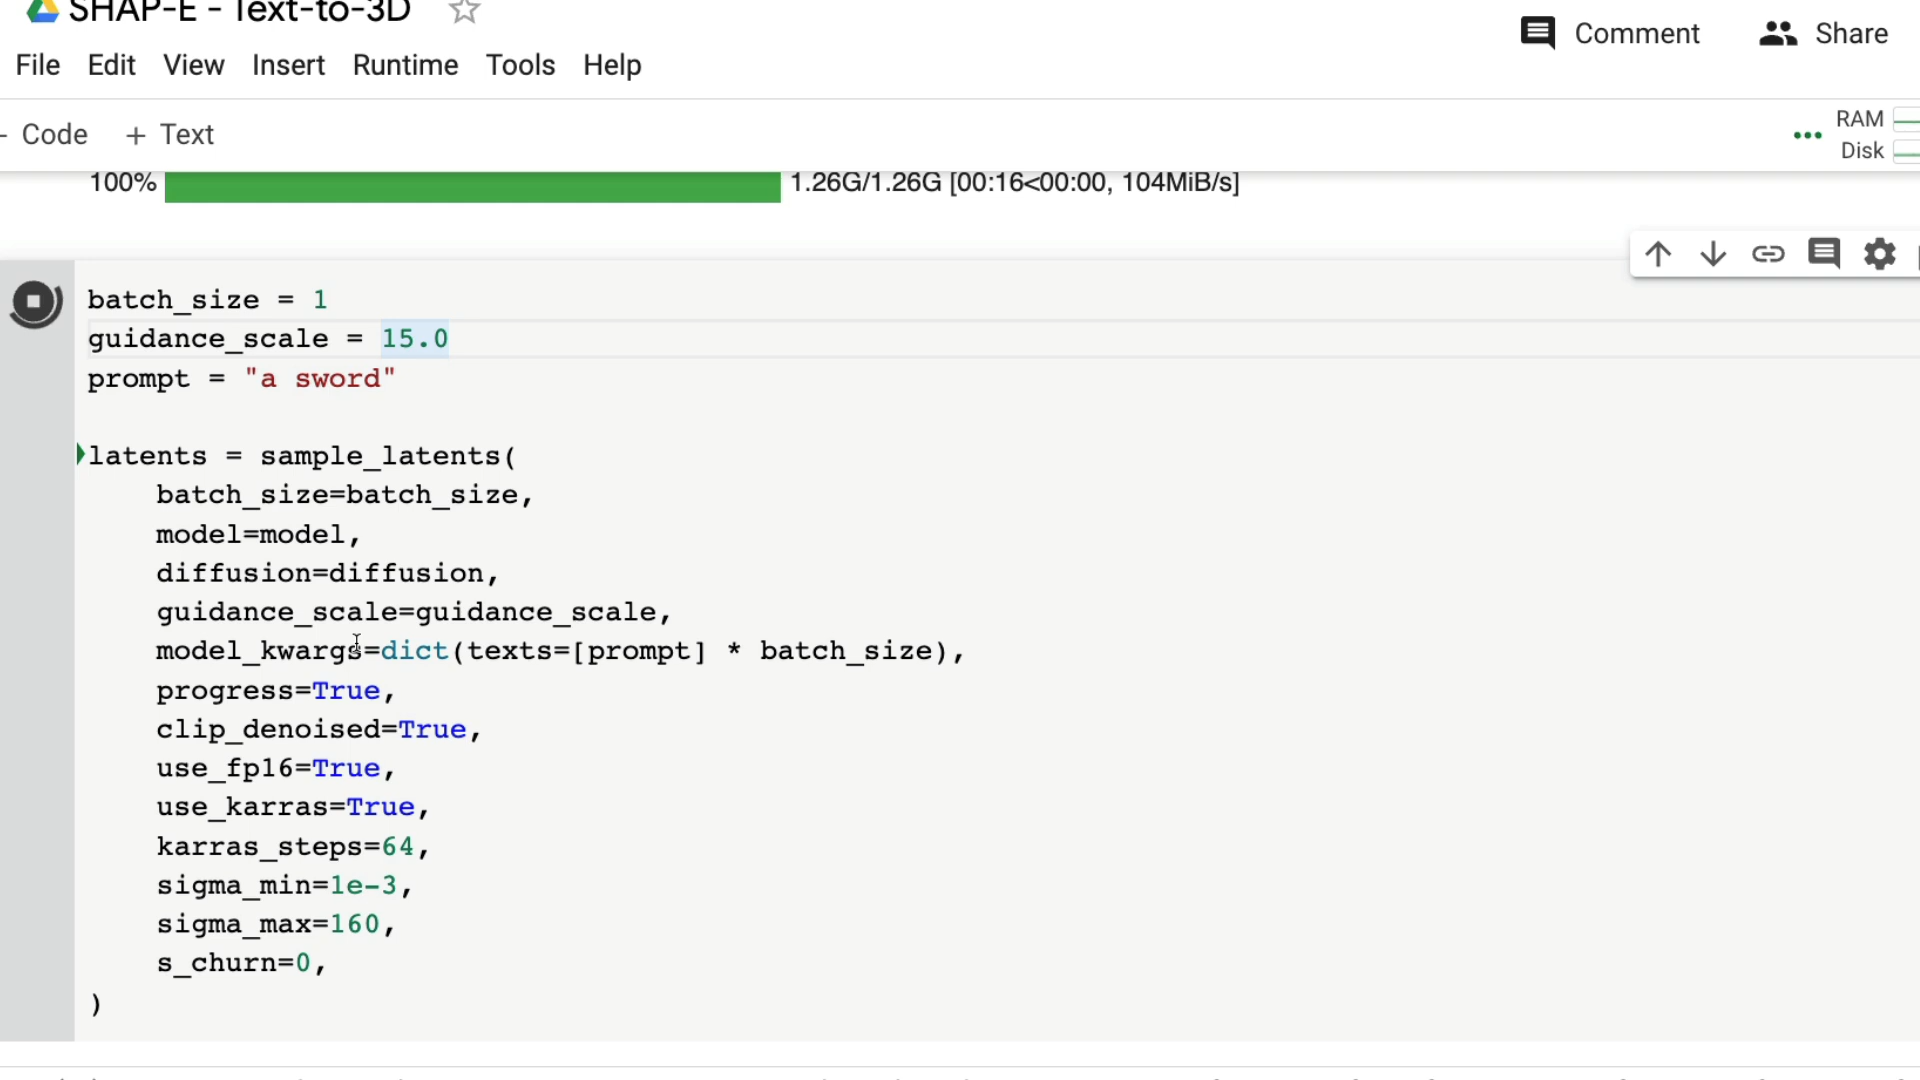 SHAP-E - Text-to-3D
Comment
Share
File Edit View Insert Runtime Tools Help
Code + Text
RAM
Disk
100% 1.26G/1.26G [00:16<00:00, 104MiB/s]
batch_size = 1
guidance_scale = 15.0
prompt = "a sword"
latents = sample_latents(
batch_size=batch_size,
model=model,
diffusion=diffusion,
guidance_scale=guidance_scale,
model_kwargs=dict(texts=[prompt] * batch_size),
progress=True,
clip_denoised=True,
use_fp16=True,
use_karras=True,
karras_steps=64,
sigma_min=1e-3,
sigma_max=160,
s_churn=0,
)